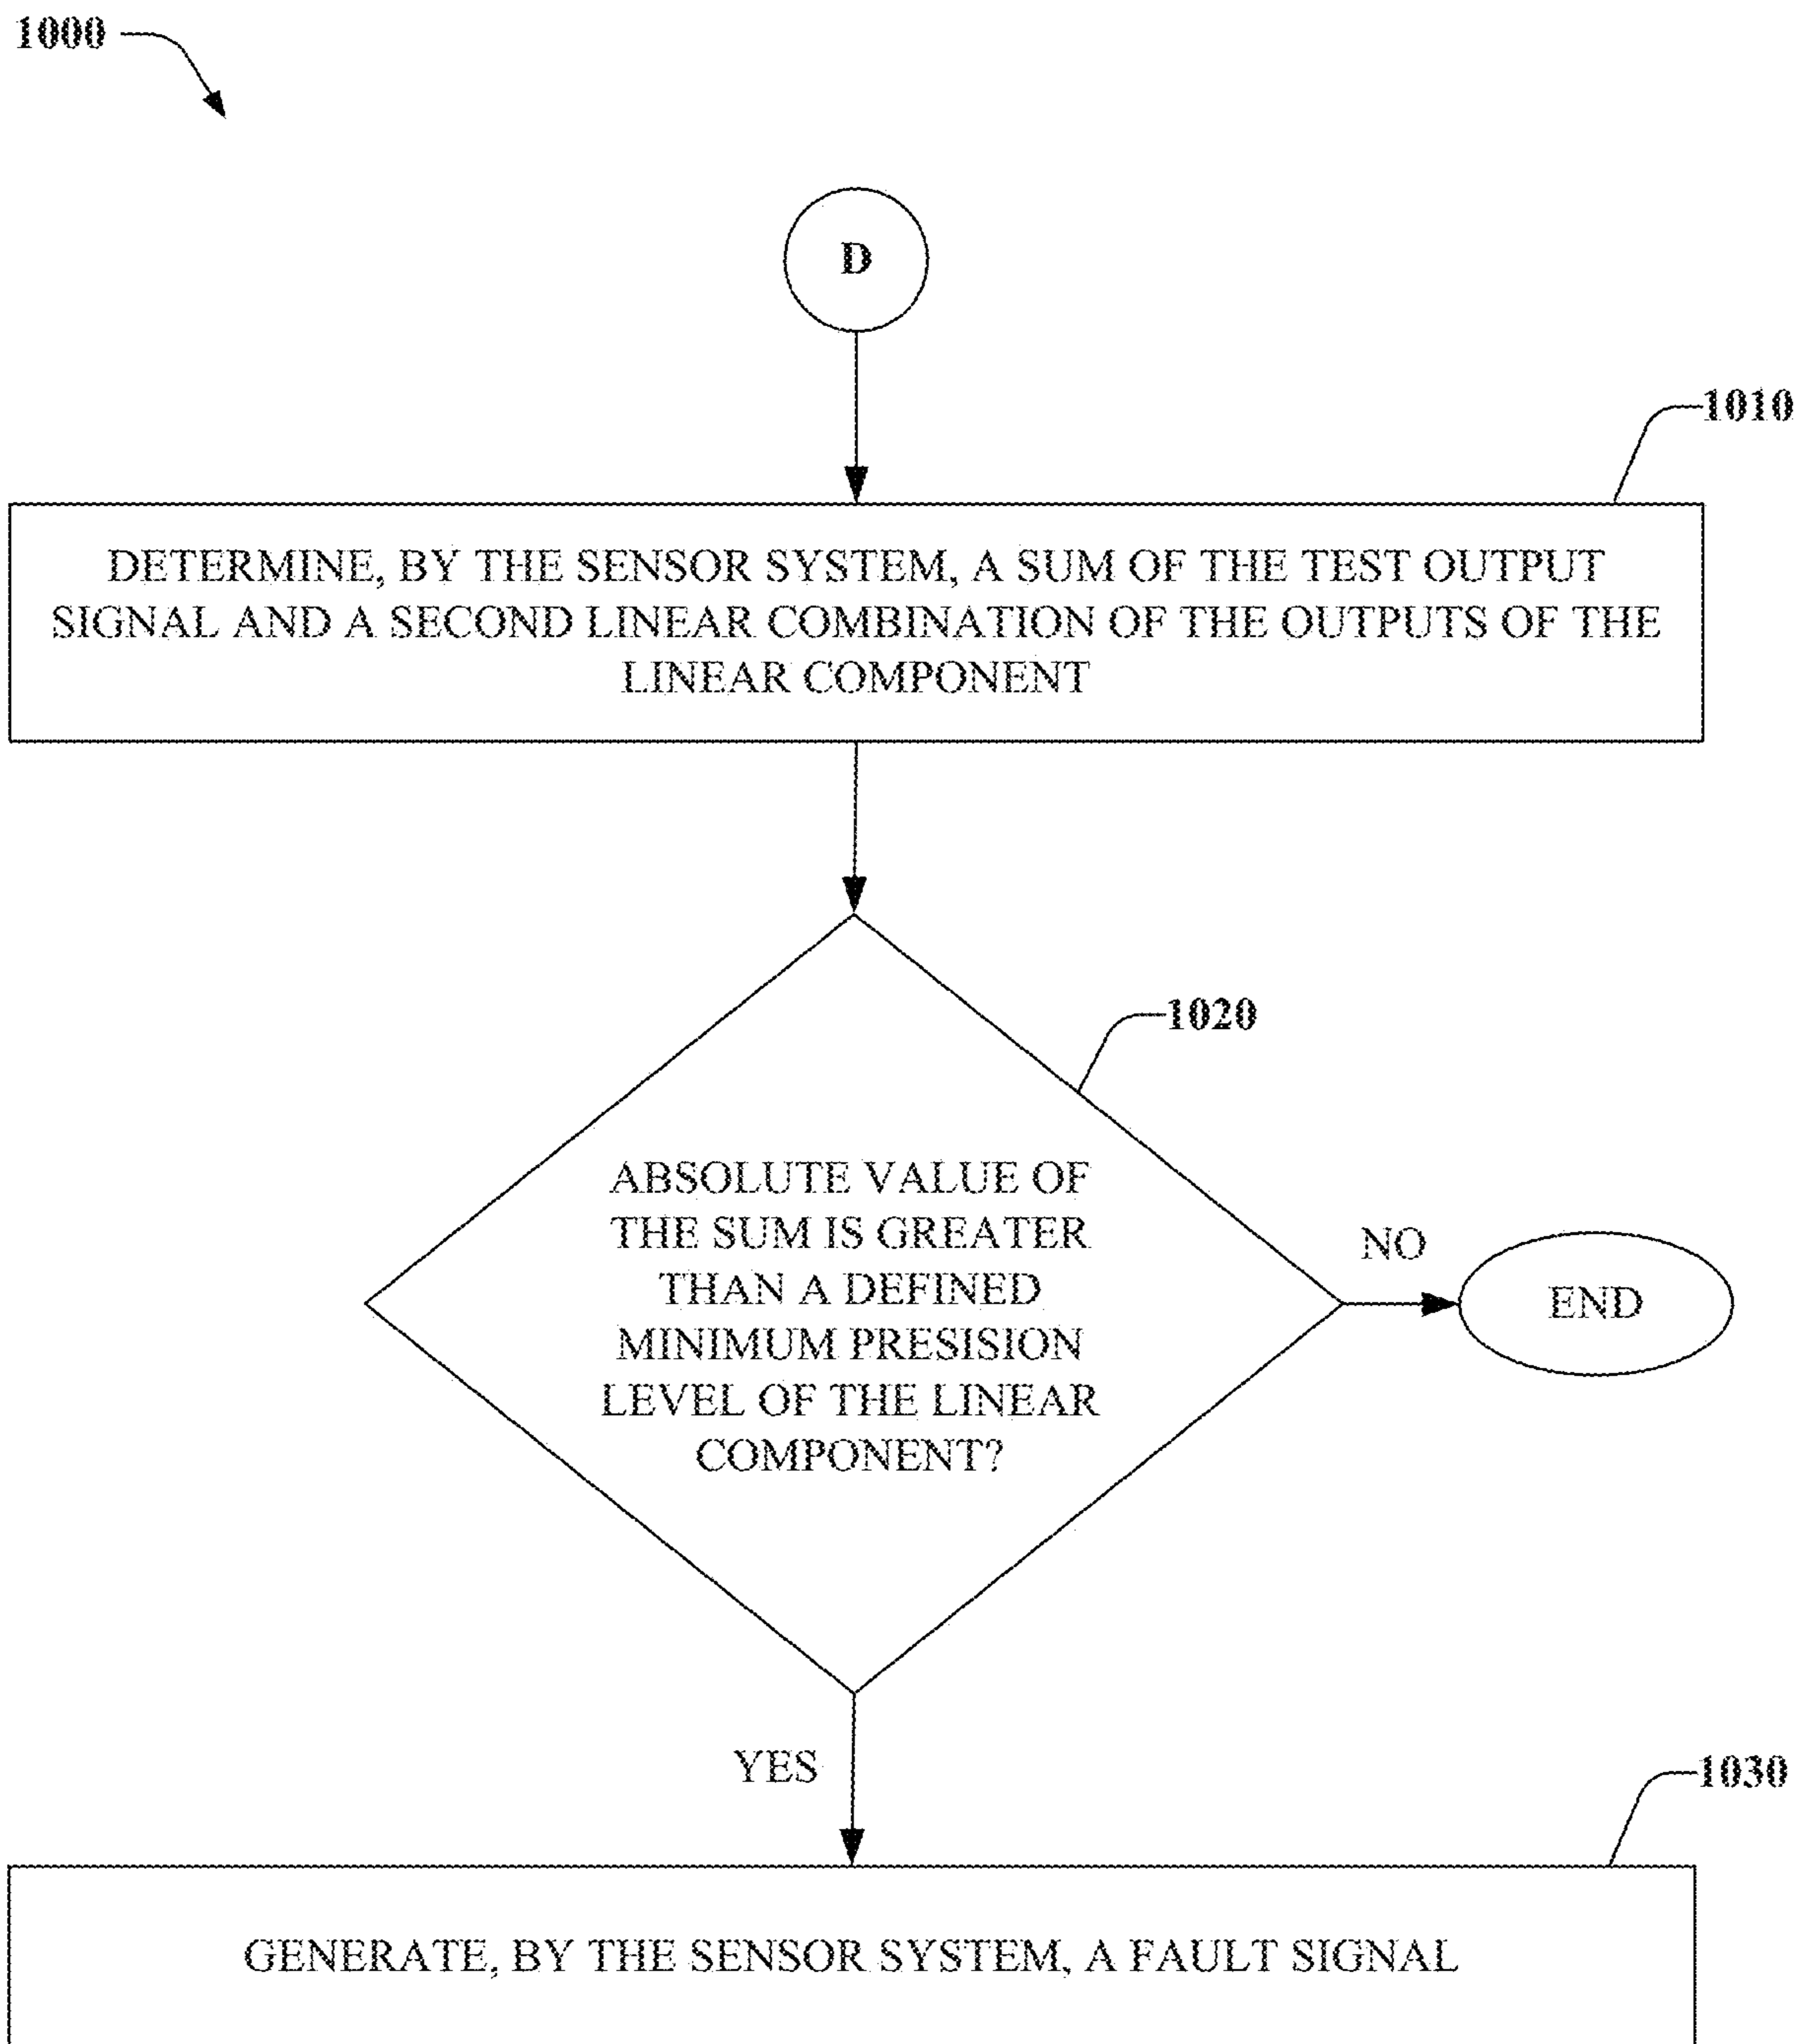 1000
D
1010
DETERMINE, BY THE SENSOR SYSTEM, A SUM OF THE TEST OUTPUT
SIGNAL AND A SECOND LINEAR COMBINATION OF THE OUTPUTS OF THE
LINEAR COMPONENT
1020
ABSOLUTE VALUE OF
THE SUM IS GREATER
THAN A DEFINED
MINIMUM PRESISION
LEVEL OF THE LINEAR
COMPONENT?
NO
END
YES
1030
GENERATE, BY THE SENSOR SYSTEM, A FAULT SIGNAL